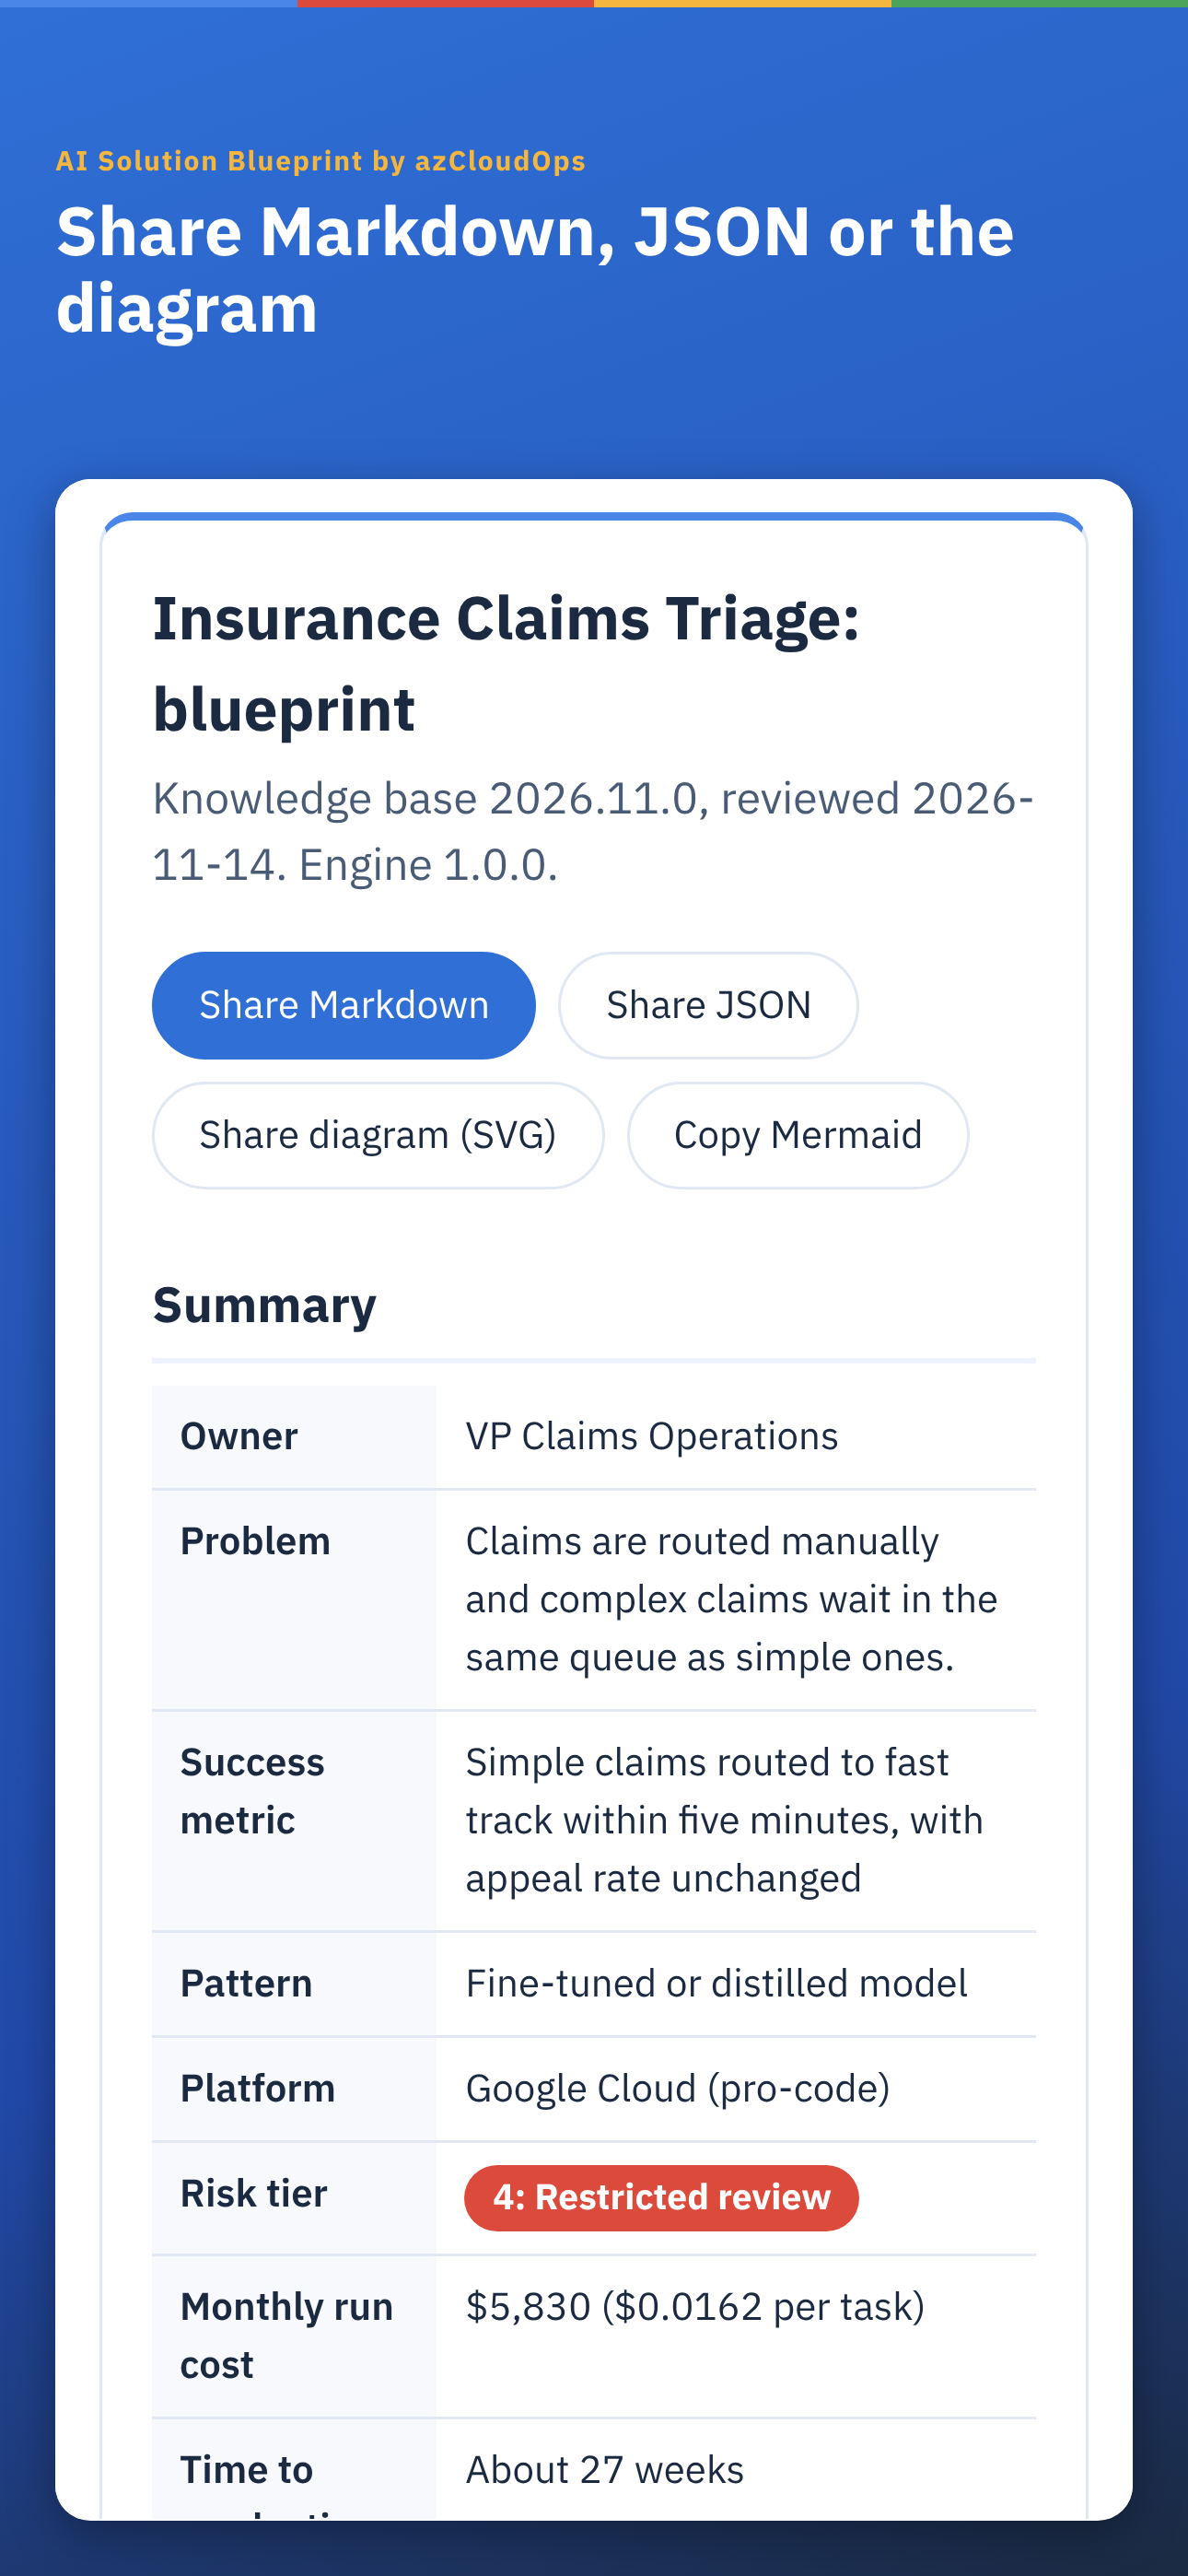 AI Solution Blueprint by azCloudOps
Share Markdown, JSON or the
diagram
Insurance Claims Triage:
blueprint
Knowledge base 2026.11.0, reviewed 2026-
11-14. Engine 1.0.0.
Share Markdown
Share JSON
Share diagram (SVG)
Copy Mermaid
Summary
Owner
VP Claims Operations
Problem
Claims are routed manually
and complex claims wait in the
same queue as simple ones.
Success
metric
Simple claims routed to fast
track within five minutes, with
appeal rate unchanged
Pattern
Fine-tuned or distilled model
Platform
Google Cloud (pro-code)
Risk tier
4: Restricted review
Monthly run
cost
$5,830 ($0.0162 per task)
Time to
About 27 weeks